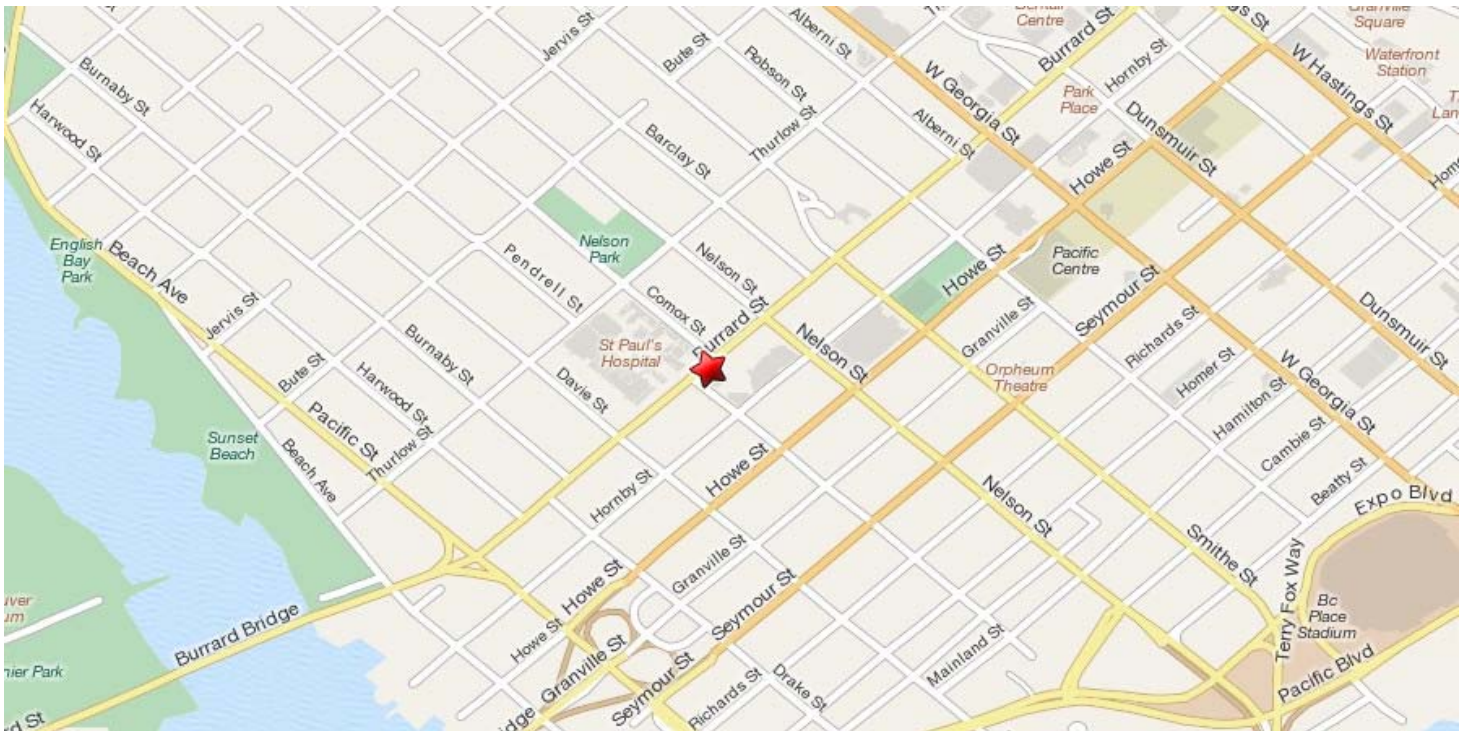 Jervis St
Bute St
Alberni St
Centre
Burrard St
Hornby St
Granville
Square
Waterfront
Station
W Hastings St
Burnaby St
Harwood St
Robson St
W Georgia St
Park
Place
Dunsmuir St
Barclay St
Thurlow St
Alberni St
Howe St
English
Bay
Park
Beach Ave
Nelson
Park
Pendrell St
Nelson St
Comox St
Howe St
Pacific
Centre
Seymour St
Granville St
Dunsmuir St
Jervis St
Burnaby St
St Paul's
Hospital
Burrard St
Nelson St
Orpheum
Theatre
Richards St
Homer St
W Georgia St
Bute St
Harwood St
Davie St
Hamilton St
Cambie St
Pacific St
Sunset
Beach
Beach Ave
Thurlow St
Hornby St
Howe St
Nelson St
Beatty St
Expo Blvd
Granville St
Howe St
Smithe St
Terry Fox Way
Bc
Place
Stadium
Burrard Bridge
Howe St
Seymour St
Granville St
Seymour St
Drake St
Richards St
Mainland St
Pacific Blvd